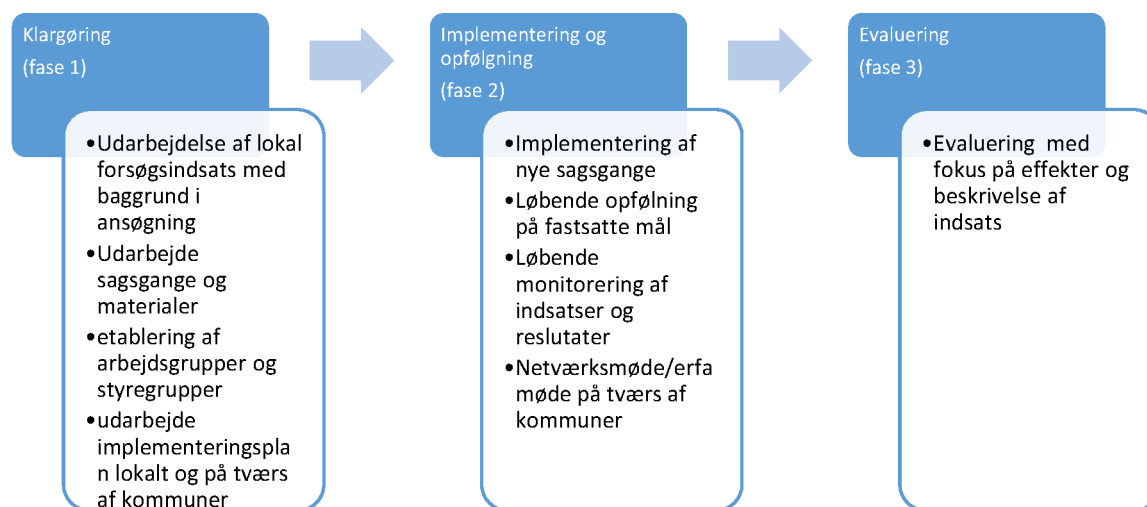 Klargøring
(fase 1)
•Udarbejdelse af lokal
forsøgsindsats med
baggrund i
ansøgning
•Udarbejde
sagsgange og
materialer
•etablering af
arbejdsgrupper og
styregrupper
•udarbejde
implementeringspla
n lokalt og på tværs
af kommuner
Implementering og
opfølgning
(fase 2)
•Implementering af
nye sagsgange
•Løbende opfølning
på fastsatte mål
•Løbende
monitorering af
indsatser og
reslutater
•Netværksmøde/erfa
møde på tværs af
kommuner
Evaluering
(fase 3)
•Evaluering  med
fokus på effekter og
beskrivelse af
indsats